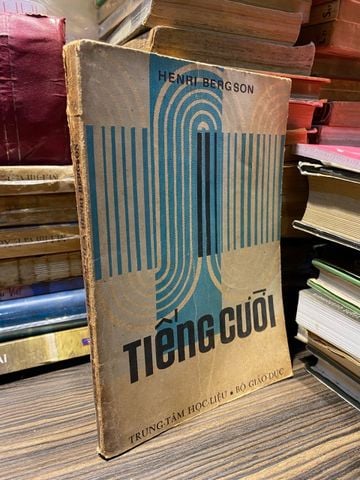 HENRI BERGSON
TIẾNG CƯỜI
TRUNG-TÂM HỌC-LIỆU • BỘ GIÁO DỤC